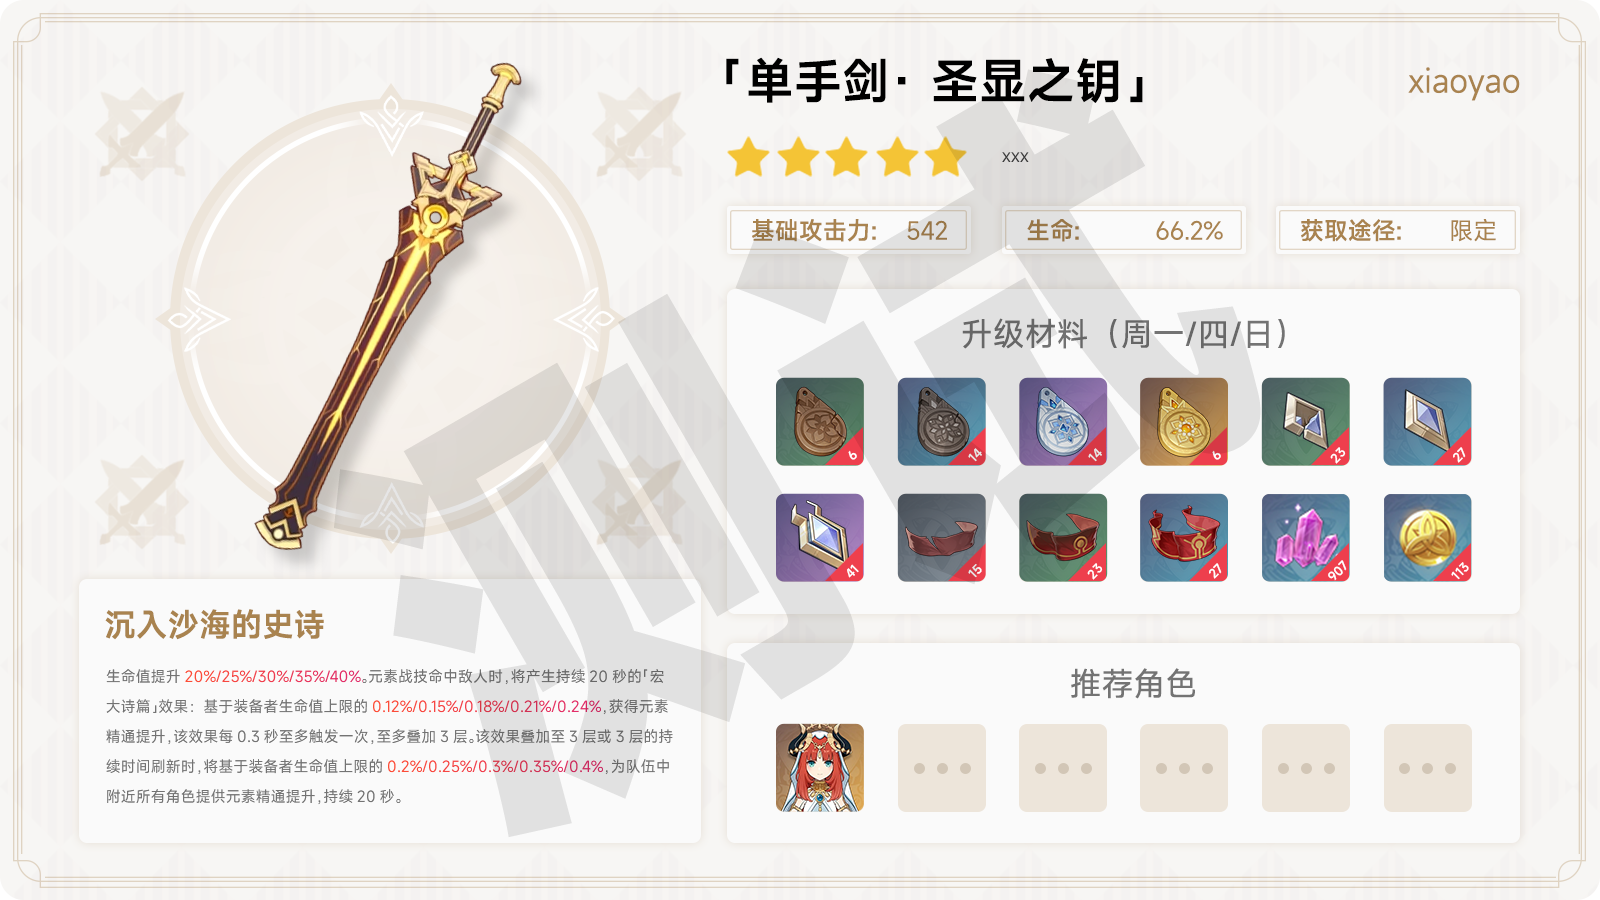 「单手剑· 圣显之钥」
xiaoyao
xxx
基础攻击力: 542
生命: 66.2%
获取途径: 限定
升级材料（周一/四/日）
6 14 14 6 23 27
41 15 23 27 907 113
沉入沙海的史诗
生命值提升 20%/25%/30%/35%/40%。元素战技命中敌人时,将产生持续 20 秒的「宏
大诗篇」效果：基于装备者生命值上限的 0.12%/0.15%/0.18%/0.21%/0.24%,获得元素
精通提升,该效果每 0.3 秒至多触发一次,至多叠加 3 层。该效果叠加至 3 层或 3 层的持
续时间刷新时,将基于装备者生命值上限的 0.2%/0.25%/0.3%/0.35%/0.4%,为队伍中
附近所有角色提供元素精通提升,持续 20 秒。
推荐角色
测试